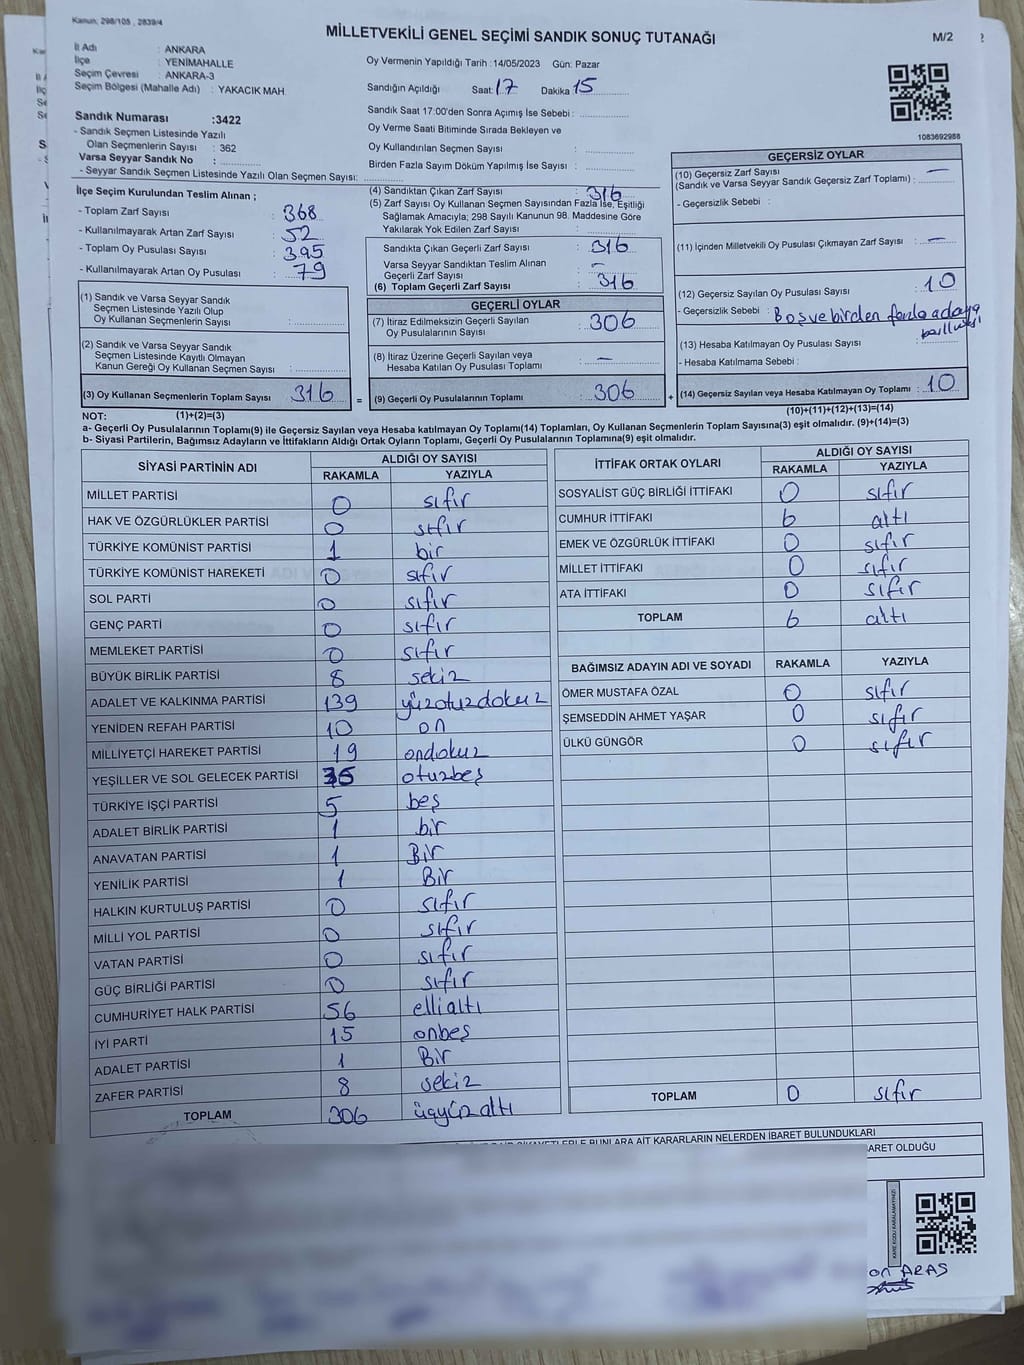 Kanun; 298/105 , 2839/4
MİLLETVEKİLİ GENEL SEÇİMİ SANDIK SONUÇ TUTANAĞI
M/2
İl Adı : ANKARA
İlçe : YENİMAHALLE
Seçim Çevresi : ANKARA-3
Seçim Bölgesi (Mahalle Adı) : YAKACIK MAH.
Sandık Numarası :3422
- Sandık Seçmen Listesinde Yazılı
Olan Seçmenlerin Sayısı : 362
Varsa Seyyar Sandık No :
- Seyyar Sandık Seçmen Listesinde Yazılı Olan Seçmen Sayısı:
Oy Vermenin Yapıldığı Tarih :14/05/2023 Gün: Pazar
Sandığın Açıldığı Saat: 17 Dakika 15
Sandık Saat 17:00'den Sonra Açılmış İse Sebebi :
Oy Verme Saati Bitiminde Sırada Bekleyen ve
Oy Kullandırılan Seçmen Sayısı :
Birden Fazla Sayım Döküm Yapılmış İse Sayısı :
1083692988
İlçe Seçim Kurulundan Teslim Alınan ;
- Toplam Zarf Sayısı : 368
- Kullanılmayarak Artan Zarf Sayısı : 52
- Toplam Oy Pusulası Sayısı : 395
- Kullanılmayarak Artan Oy Pusulası : 79
(4) Sandıktan Çıkan Zarf Sayısı : 316
(5) Zarf Sayısı Oy Kullanan Seçmen Sayısından Fazla İse, Eşitliği
Sağlamak Amacıyla; 298 Sayılı Kanunun 98. Maddesine Göre
Yakılarak Yok Edilen Zarf Sayısı :
Sandıkta Çıkan Geçerli Zarf Sayısı : 316
Varsa Seyyar Sandıktan Teslim Alınan
Geçerli Zarf Sayısı : —
(6) Toplam Geçerli Zarf Sayısı : 316
GEÇERSİZ OYLAR
(10) Geçersiz Zarf Sayısı
(Sandık ve Varsa Seyyar Sandık Geçersiz Zarf Toplamı) : —
- Geçersizlik Sebebi :
(11) İçinden Milletvekili Oy Pusulası Çıkmayan Zarf Sayısı : —
(12) Geçersiz Sayılan Oy Pusulası Sayısı : 10
- Geçersizlik Sebebi : Boş ve birden fazla adaya
(13) Hesaba Katılmayan Oy Pusulası Sayısı :
- Hesaba Katılmama Sebebi :
(14) Geçersiz Sayılan veya Hesaba Katılmayan Oy Toplamı : 10
(10)+(11)+(12)+(13)=(14)
(1) Sandık ve Varsa Seyyar Sandık
Seçmen Listesinde Yazılı Olup
Oy Kullanan Seçmenlerin Sayısı :
(2) Sandık ve Varsa Seyyar Sandık
Seçmen Listesinde Kayıtlı Olmayan
Kanun Gereği Oy Kullanan Seçmen Sayısı :
(3) Oy Kullanan Seçmenlerin Toplam Sayısı 316 =
(1)+(2)=(3)
GEÇERLİ OYLAR
(7) İtiraz Edilmeksizin Geçerli Sayılan
Oy Pusulalarının Sayısı : 306
(8) İtiraz Üzerine Geçerli Sayılan veya
Hesaba Katılan Oy Pusulası Toplamı : —
(9) Geçerli Oy Pusulalarının Toplamı : 306 +
NOT:
a- Geçerli Oy Pusulalarının Toplamı(9) ile Geçersiz Sayılan veya Hesaba katılmayan Oy Toplamı(14) Toplamları, Oy Kullanan Seçmenlerin Toplam Sayısına(3) eşit olmalıdır. (9)+(14)=(3)
b- Siyasi Partilerin, Bağımsız Adayların ve İttifakların Aldığı Ortak Oyların Toplamı, Geçerli Oy Pusulalarının Toplamına(9) eşit olmalıdır.
SİYASİ PARTİNİN ADI ALDIĞI OY SAYISI
RAKAMLA YAZIYLA
MİLLET PARTİSİ 0 sıfır
HAK VE ÖZGÜRLÜKLER PARTİSİ 0 sıfır
TÜRKİYE KOMÜNİST PARTİSİ 1 bir
TÜRKİYE KOMÜNİST HAREKETİ 0 sıfır
SOL PARTİ 0 sıfır
GENÇ PARTİ 0 sıfır
MEMLEKET PARTİSİ 0 sıfır
BÜYÜK BİRLİK PARTİSİ 8 sekiz
ADALET VE KALKINMA PARTİSİ 139 yüzotuzdokuz
YENİDEN REFAH PARTİSİ 10 on
MİLLİYETÇİ HAREKET PARTİSİ 19 ondokuz
YEŞİLLER VE SOL GELECEK PARTİSİ 35 otuzbeş
TÜRKİYE İŞÇİ PARTİSİ 5 beş
ADALET BİRLİK PARTİSİ 1 bir
ANAVATAN PARTİSİ 1 Bir
YENİLİK PARTİSİ 1 Bir
HALKIN KURTULUŞ PARTİSİ 0 sıfır
MİLLİ YOL PARTİSİ 0 sıfır
VATAN PARTİSİ 0 sıfır
GÜÇ BİRLİĞİ PARTİSİ 0 sıfır
CUMHURİYET HALK PARTİSİ 56 ellialtı
İYİ PARTİ 15 onbeş
ADALET PARTİSİ 1 Bir
ZAFER PARTİSİ 8 sekiz
TOPLAM 306 üçyüzaltı
İTTİFAK ORTAK OYLARI ALDIĞI OY SAYISI
RAKAMLA YAZIYLA
SOSYALİST GÜÇ BİRLİĞİ İTTİFAKI 0 sıfır
CUMHUR İTTİFAKI 6 altı
EMEK VE ÖZGÜRLÜK İTTİFAKI 0 sıfır
MİLLET İTTİFAKI 0 sıfır
ATA İTTİFAKI 0 sıfır
TOPLAM 6 altı
BAĞIMSIZ ADAYIN ADI VE SOYADI RAKAMLA YAZIYLA
ÖMER MUSTAFA ÖZAL 0 sıfır
ŞEMSEDDİN AHMET YAŞAR 0 sıfır
ÜLKÜ GÜNGÖR 0 sıfır
TOPLAM 0 sıfır
BUNLARA AİT KARARLARIN NELERDEN İBARET BULUNDUKLARI
BARET OLDUĞU
KARE KODU KARALAMAYINIZ!
on ARAS